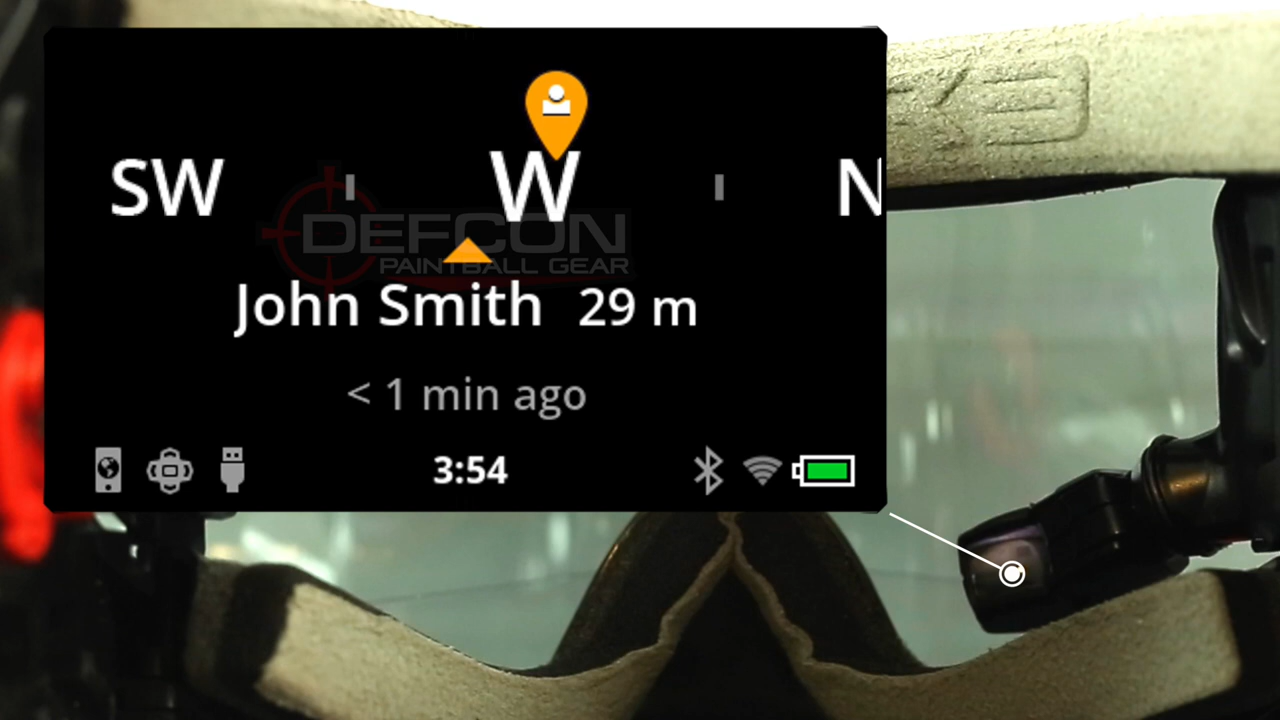 SW W N
DEFCON
PAINTBALL GEAR
John Smith 29 m
< 1 min ago
3:54